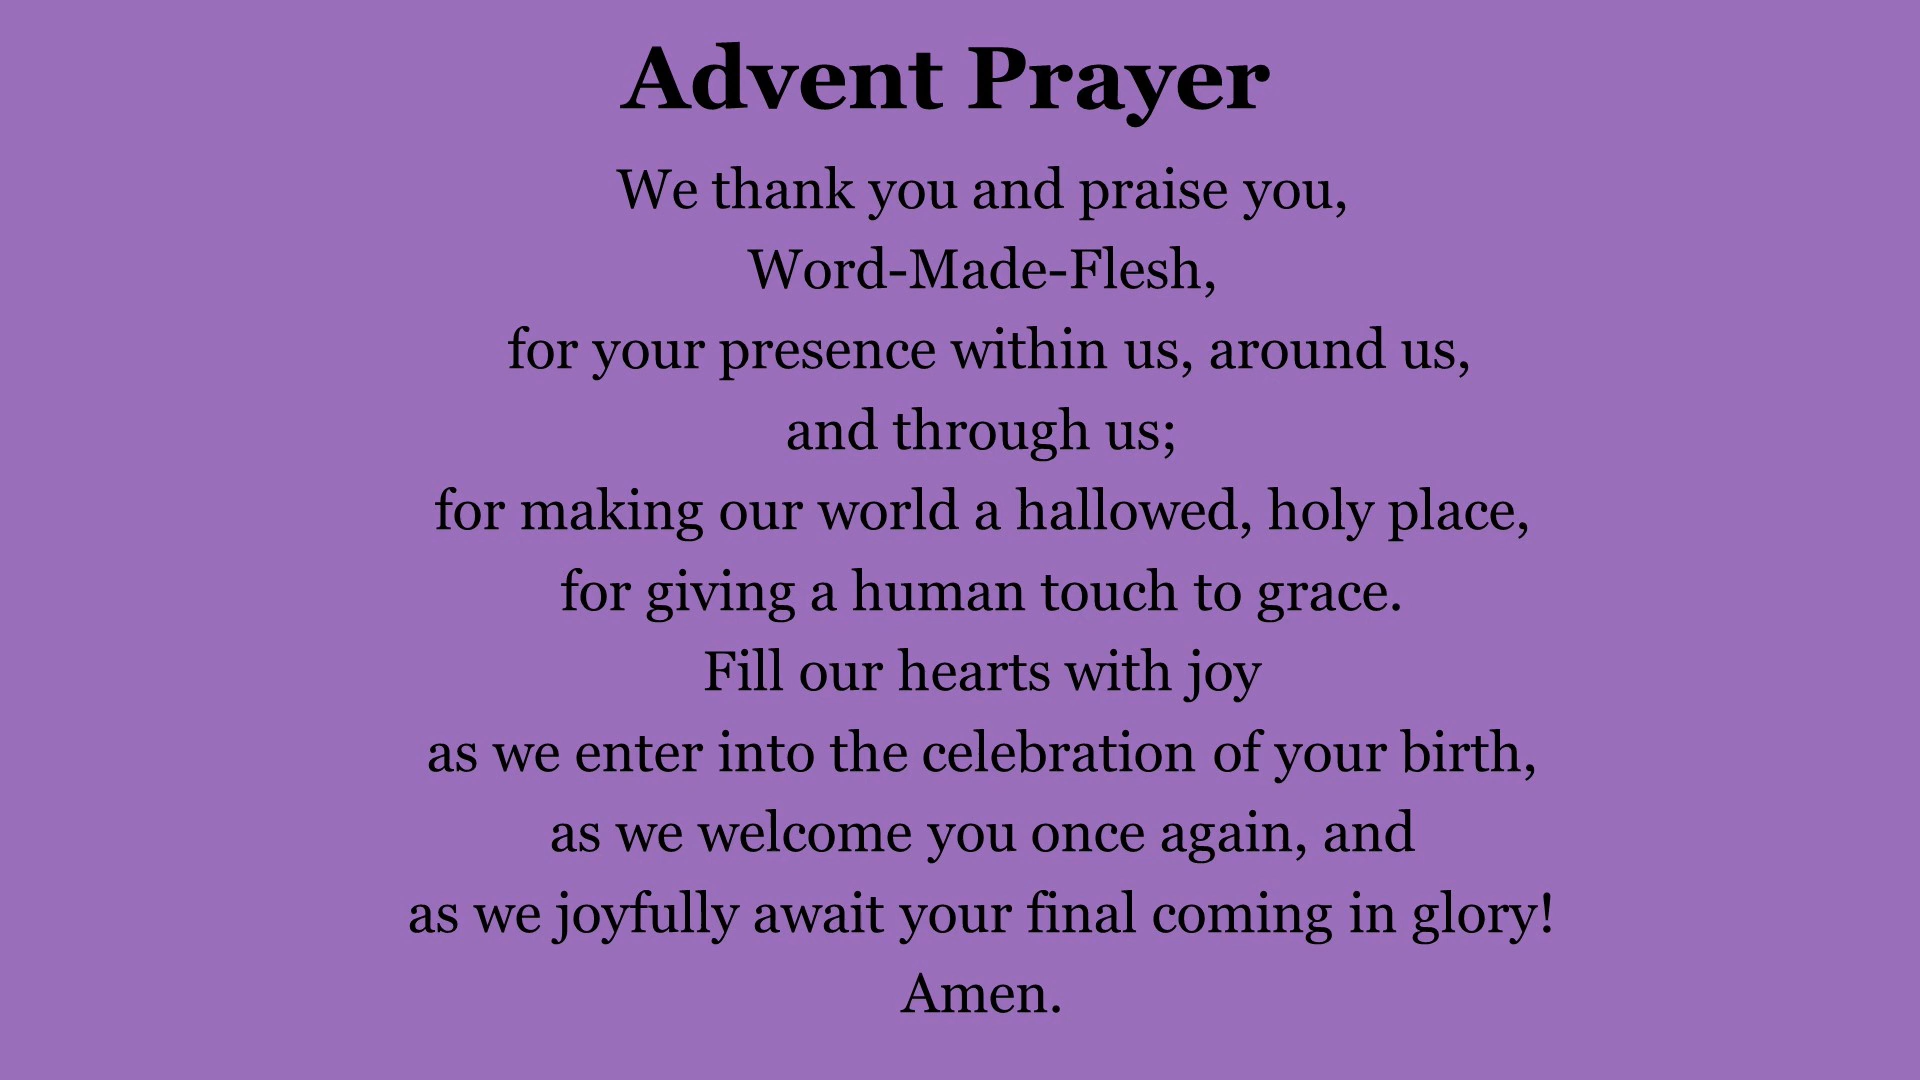 Advent Prayer
We thank you and praise you,
Word-Made-Flesh,
for your presence within us, around us,
and through us;
for making our world a hallowed, holy place,
for giving a human touch to grace.
Fill our hearts with joy
as we enter into the celebration of your birth,
as we welcome you once again, and
as we joyfully await your final coming in glory!
Amen.